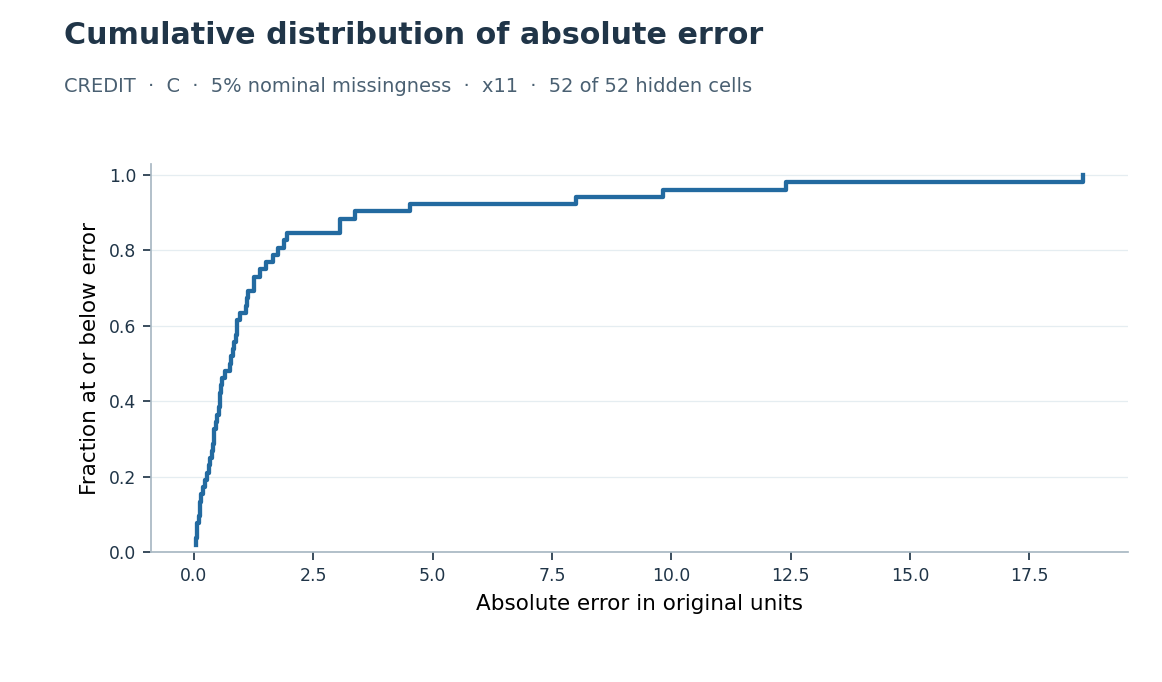 Cumulative distribution of absolute error
CREDIT · C · 5% nominal missingness · x11 · 52 of 52 hidden cells
Fraction at or below error
1.0
0.8
0.6
0.4
0.2
0.0
0.0 2.5 5.0 7.5 10.0 12.5 15.0 17.5
Absolute error in original units